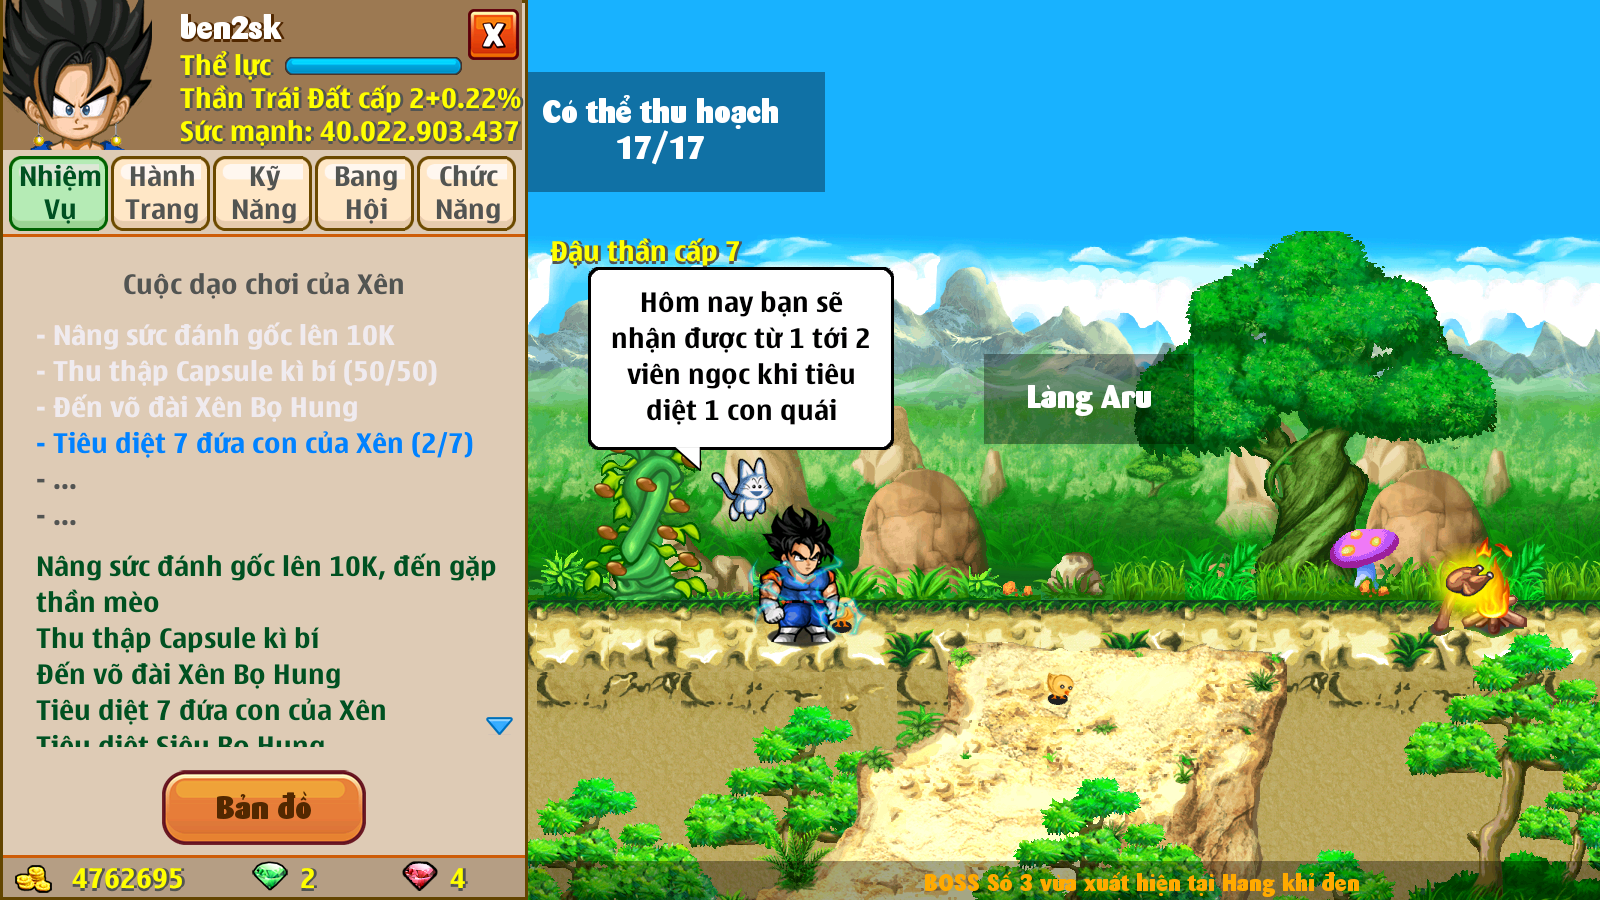 ben2sk
X
Thể lực
Thần Trái Đất cấp 2+0.22%
Sức mạnh: 40.022.903.437
Nhiệm Vụ
Hành Trang
Kỹ Năng
Bang Hội
Chức Năng
Cuộc dạo chơi của Xên
- Nâng sức đánh gốc lên 10K
- Thu thập Capsule kì bí (50/50)
- Đến võ đài Xên Bọ Hung
- Tiêu diệt 7 đứa con của Xên (2/7)
- ...
- ...
Nâng sức đánh gốc lên 10K, đến gặp
thần mèo
Thu thập Capsule kì bí
Đến võ đài Xên Bọ Hung
Tiêu diệt 7 đứa con của Xên
Tiêu diệt Siêu Bọ Hung
Bản đồ
4762695
2
4
Có thể thu hoạch
17/17
Đậu thần cấp 7
Hôm nay bạn sẽ
nhận được từ 1 tới 2
viên ngọc khi tiêu
diệt 1 con quái
Làng Aru
BOSS Số 3 vừa xuất hiện tại Hang khỉ đen